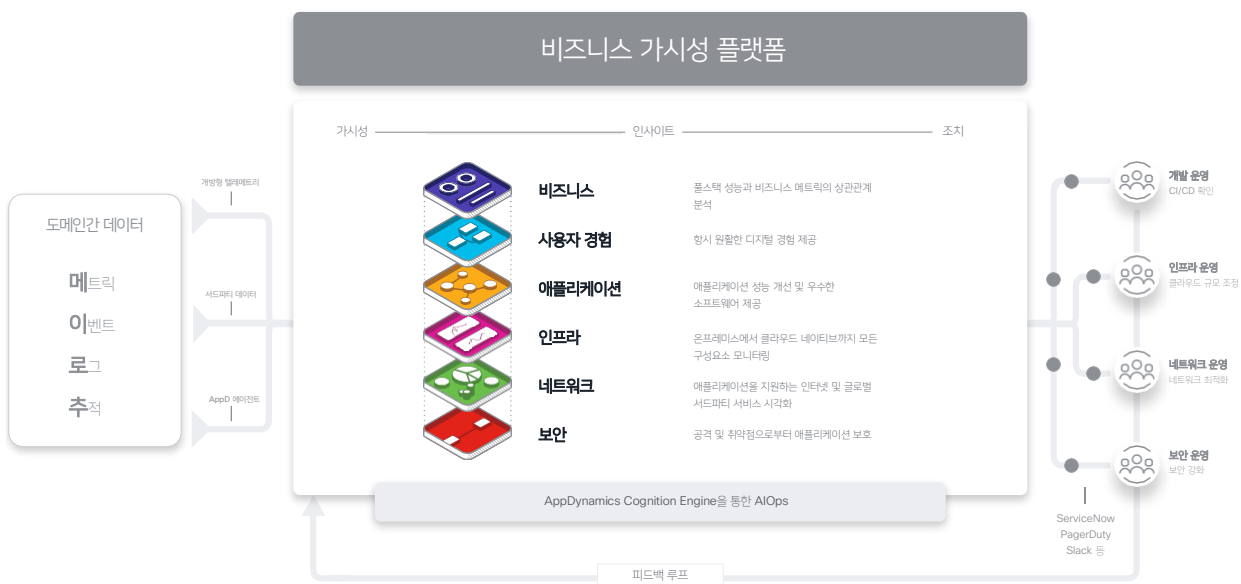 비즈니스 가시성 플랫폼
가시성
인사이트
조치
도메인간 데이터
메트릭
이벤트
로그
추적
개방형 텔레메트리
서드파티 데이터
AppD 에이전트
비즈니스
풀스택 성능과 비즈니스 메트릭의 상관관계
분석
사용자 경험
항시 원활한 디지털 경험 제공
애플리케이션
애플리케이션 성능 개선 및 우수한
소프트웨어 제공
인프라
온프레미스에서 클라우드 네이티브까지 모든
구성요소 모니터링
네트워크
애플리케이션을 지원하는 인터넷 및 글로벌
서드파티 서비스 시각화
보안
공격 및 취약점으로부터 애플리케이션 보호
AppDynamics Cognition Engine을 통한 AIOps
개발 운영
CI/CD 확인
인프라 운영
클라우드 규모 조정
네트워크 운영
네트워크 최적화
보안 운영
보안 강화
ServiceNow
PagerDuty
Slack 등
피드백 루프